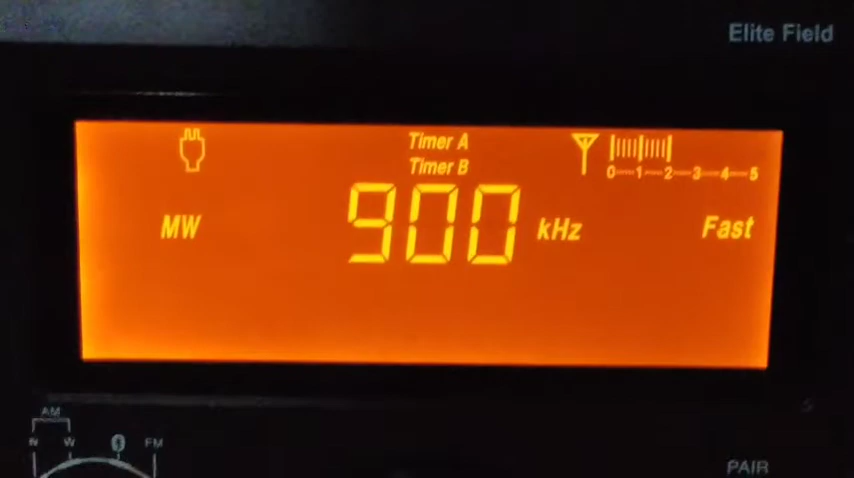 Elite Field
Timer A
Timer B
0 1 2 3 4 5
MW 900 kHz Fast
AM
N W FM
PAIR